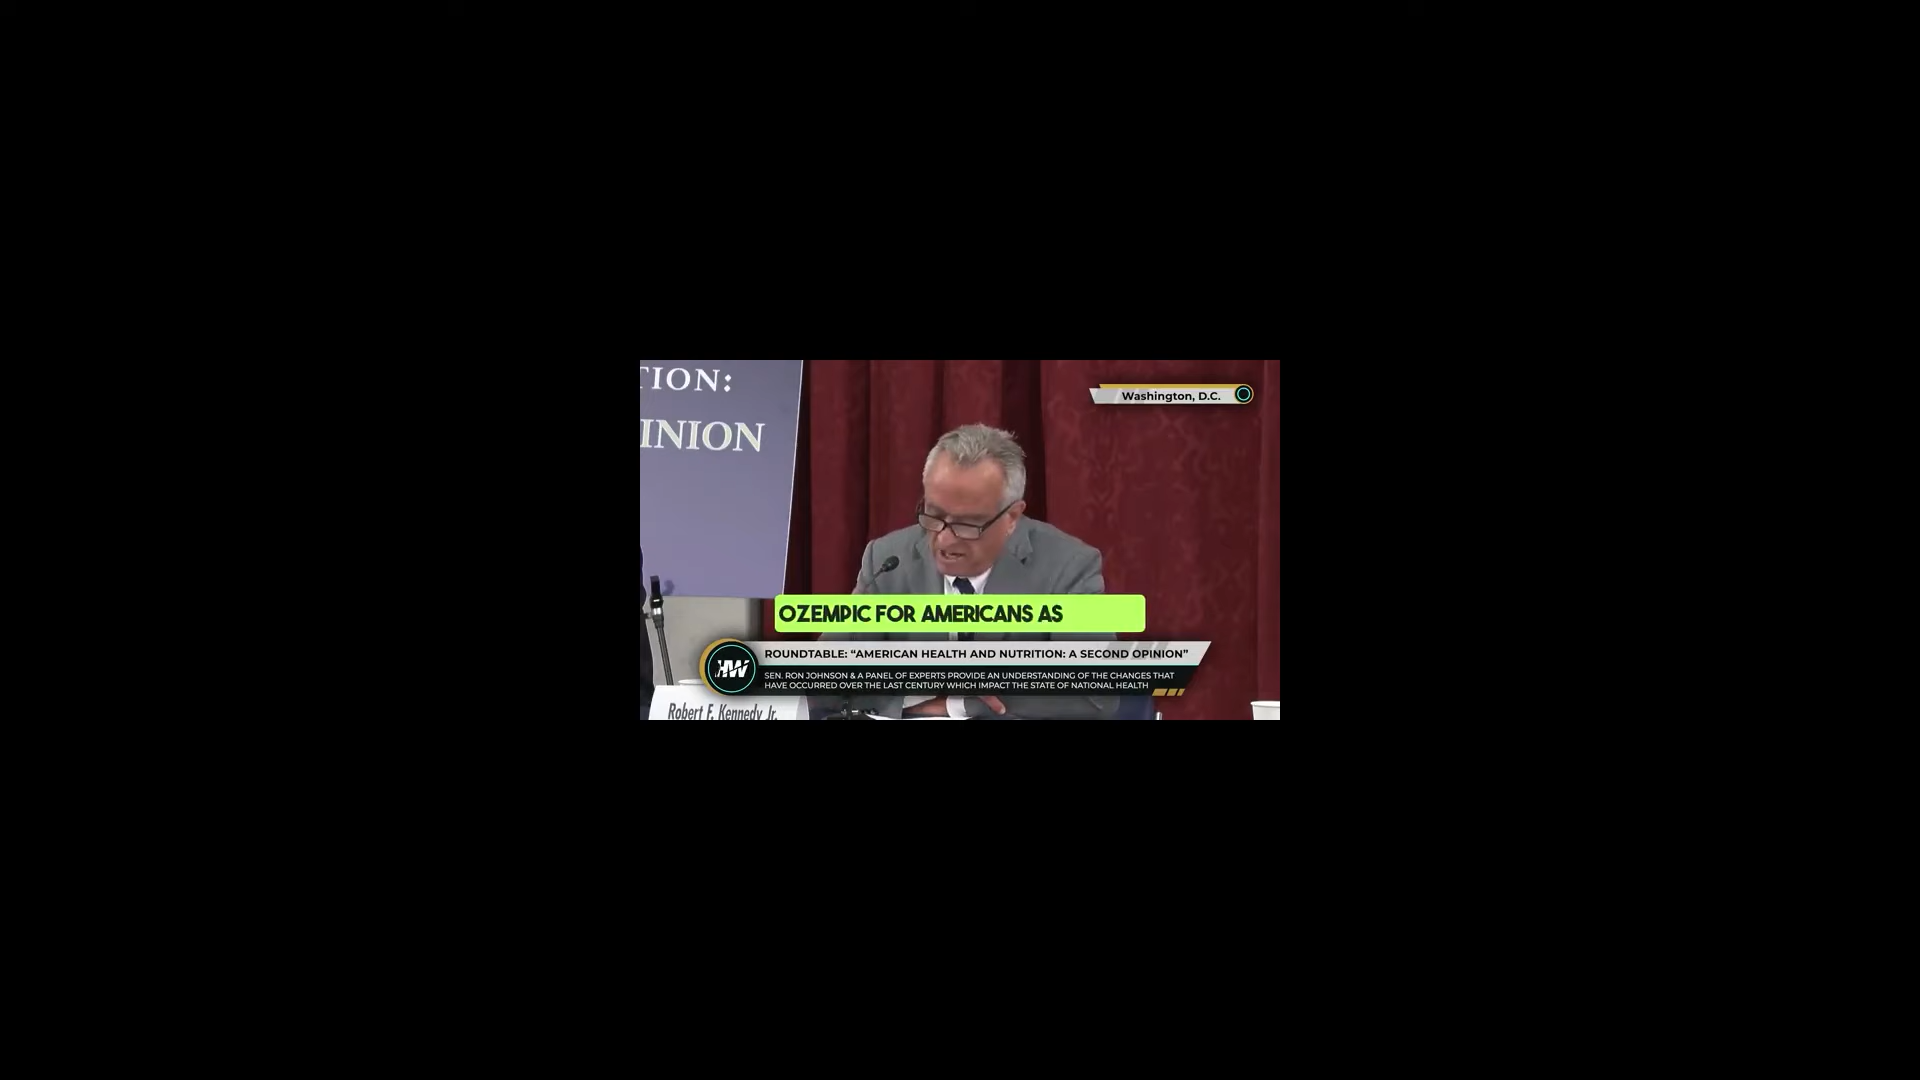 TION:
INION
Washington, D.C.
OZEMPIC FOR AMERICANS AS
HW
ROUNDTABLE: “AMERICAN HEALTH AND NUTRITION: A SECOND OPINION”
SEN. RON JOHNSON & A PANEL OF EXPERTS PROVIDE AN UNDERSTANDING OF THE CHANGES THAT
HAVE OCCURRED OVER THE LAST CENTURY WHICH IMPACT THE STATE OF NATIONAL HEALTH
Robert F. Kennedy Jr.